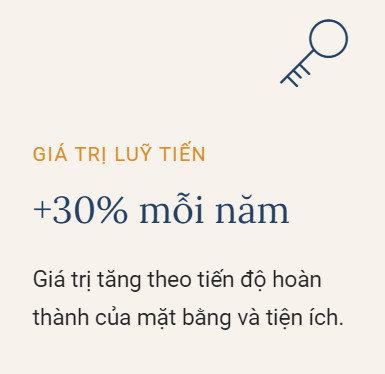 GIÁ TRỊ LUỸ TIẾN
+30% mỗi năm
Giá trị tăng theo tiến độ hoàn
thành của mặt bằng và tiện ích.